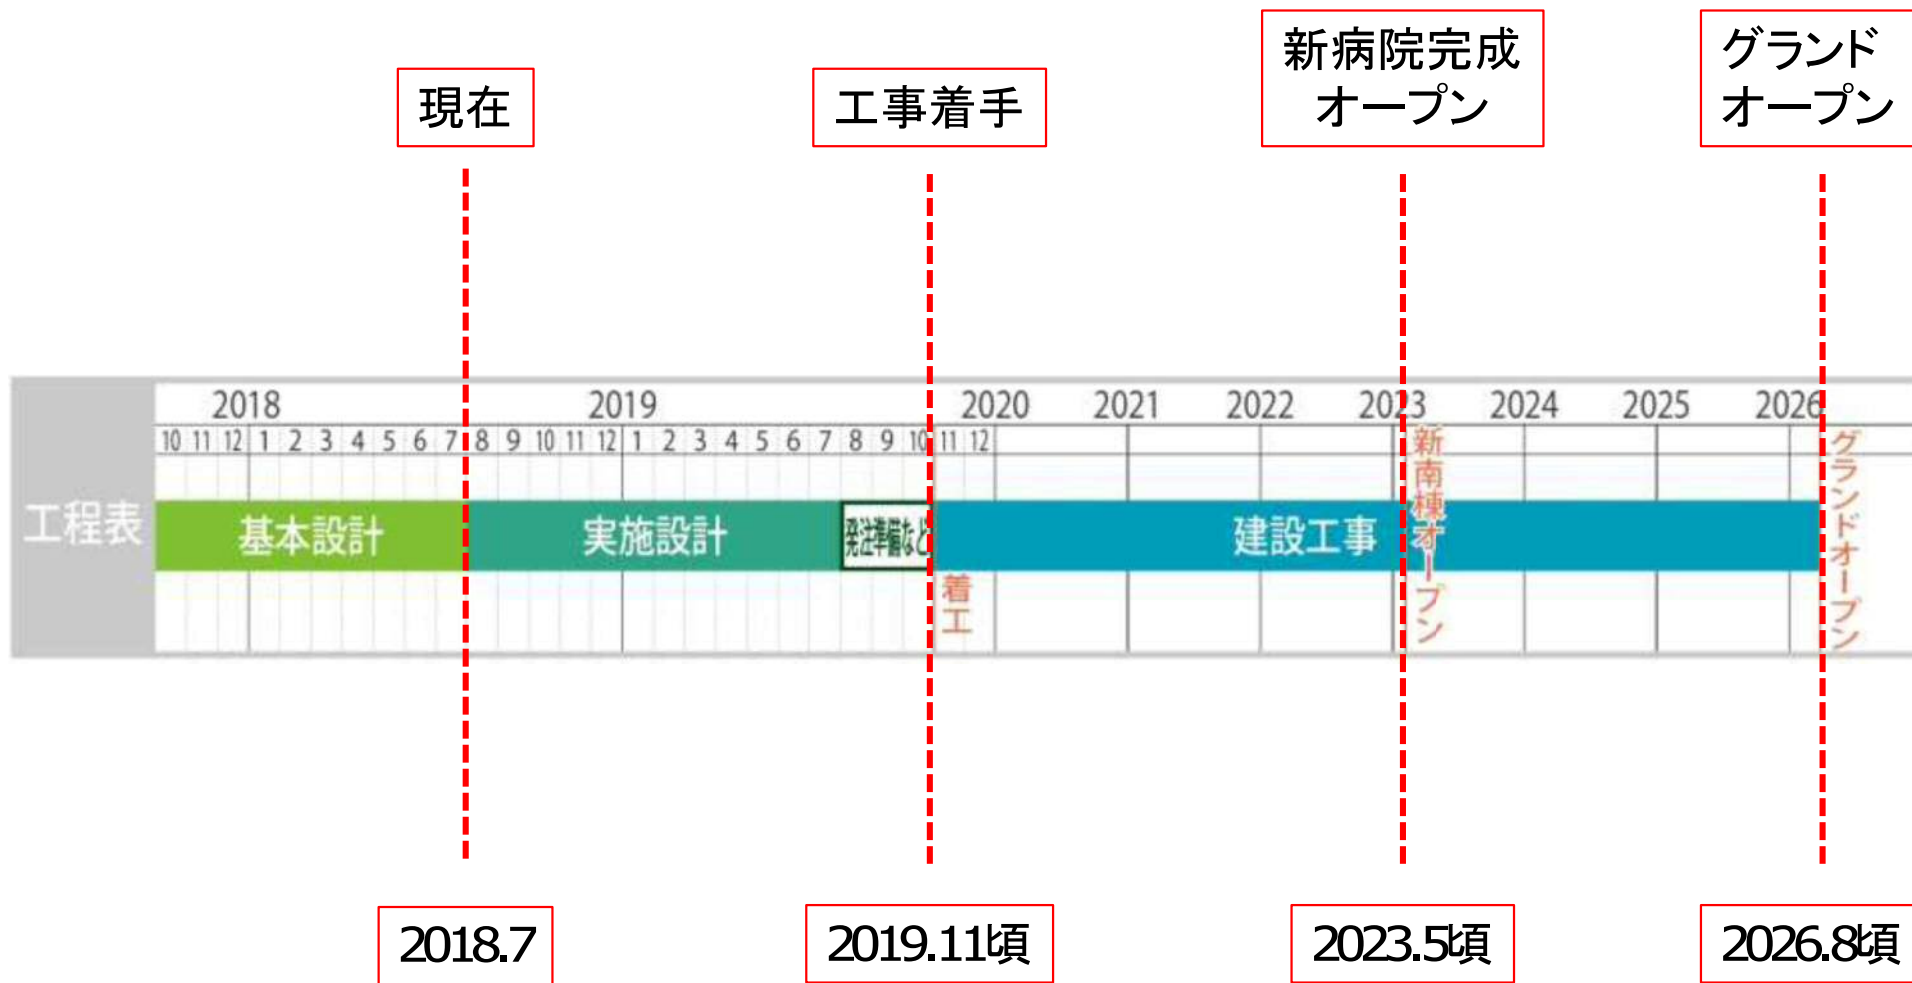 現在
工事着手
新病院完成
オープン
グランド
オープン
2018 2019 2020 2021 2022 2023 2024 2025 2026
10 11 12 1 2 3 4 5 6 7 8 9 10 11 12 1 2 3 4 5 6 7 8 9 10 11 12
工程表
基本設計
実施設計
発注準備など
建設工事
着工
新南棟オープン
グランドオープン
2018.7
2019.11頃
2023.5頃
2026.8頃